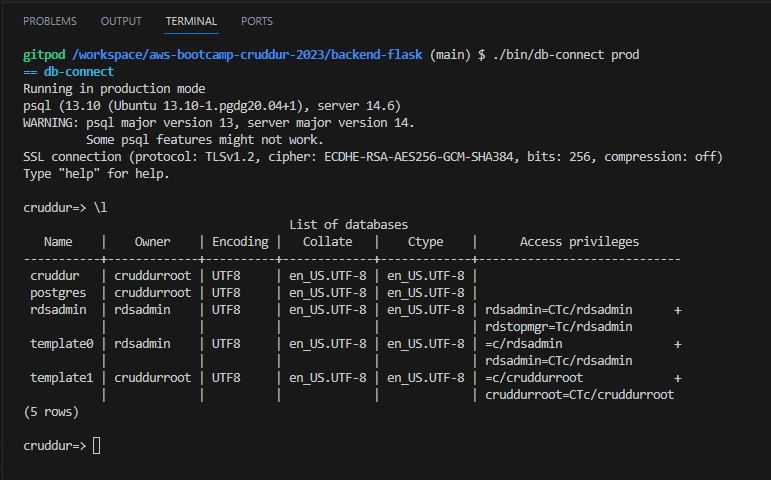 PROBLEMS OUTPUT TERMINAL PORTS
gitpod /workspace/aws-bootcamp-cruddur-2023/backend-flask (main) $ ./bin/db-connect prod
== db-connect
Running in production mode
psql (13.10 (Ubuntu 13.10-1.pgdg20.04+1), server 14.6)
WARNING: psql major version 13, server major version 14.
         Some psql features might not work.
SSL connection (protocol: TLSv1.2, cipher: ECDHE-RSA-AES256-GCM-SHA384, bits: 256, compression: off)
Type "help" for help.
cruddur=> \l
                                      List of databases
   Name    |    Owner    | Encoding |   Collate   |    Ctype    |      Access privileges
-----------+-------------+----------+-------------+-------------+-----------------------------
 cruddur   | cruddurroot | UTF8     | en_US.UTF-8 | en_US.UTF-8 |
 postgres  | cruddurroot | UTF8     | en_US.UTF-8 | en_US.UTF-8 |
 rdsadmin  | rdsadmin    | UTF8     | en_US.UTF-8 | en_US.UTF-8 | rdsadmin=CTc/rdsadmin      +
           |             |          |             |             | rdstopmgr=Tc/rdsadmin
 template0 | rdsadmin    | UTF8     | en_US.UTF-8 | en_US.UTF-8 | =c/rdsadmin                +
           |             |          |             |             | rdsadmin=CTc/rdsadmin
 template1 | cruddurroot | UTF8     | en_US.UTF-8 | en_US.UTF-8 | =c/cruddurroot             +
           |             |          |             |             | cruddurroot=CTc/cruddurroot
(5 rows)
cruddur=>